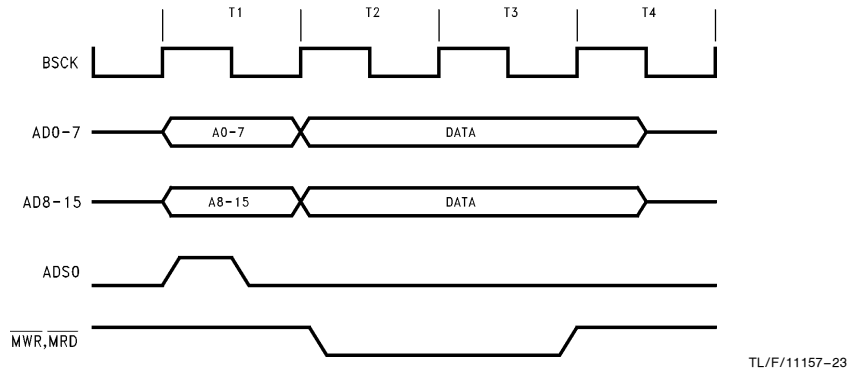 T1 T2 T3 T4
BSCK
AD0-7 A0-7 DATA
AD8-15 A8-15 DATA
ADS0
MWR,MRD
TL/F/11157-23